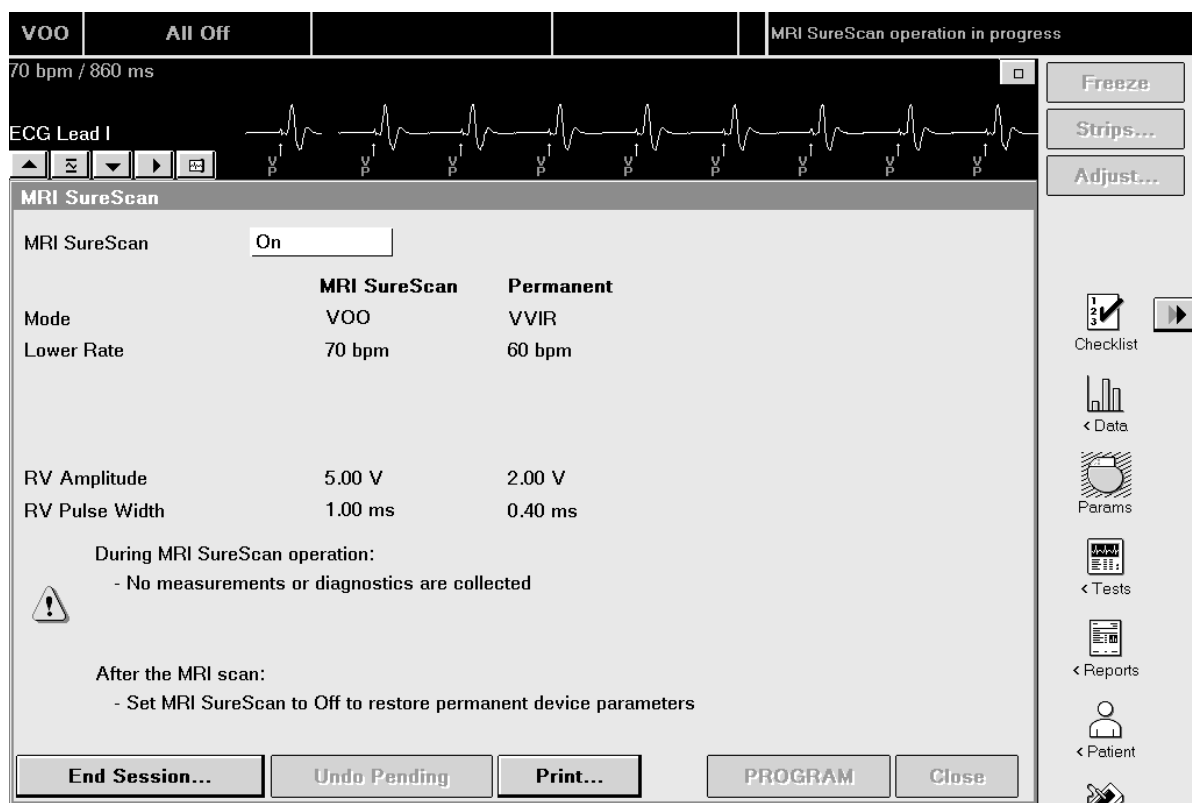 VOO All Off MRI SureScan operation in progress
70 bpm / 860 ms
Freeze
ECG Lead I
Strips...
V P V P V P V P V P V P V P V P V P
Adjust...
MRI SureScan
MRI SureScan On
MRI SureScan Permanent
Mode VOO VVIR
Lower Rate 70 bpm 60 bpm
1
2
3
Checklist
< Data
RV Amplitude 5.00 V 2.00 V
RV Pulse Width 1.00 ms 0.40 ms
Params
During MRI SureScan operation:
- No measurements or diagnostics are collected
!
< Tests
After the MRI scan:
- Set MRI SureScan to Off to restore permanent device parameters
< Reports
< Patient
End Session... Undo Pending Print... PROGRAM Close